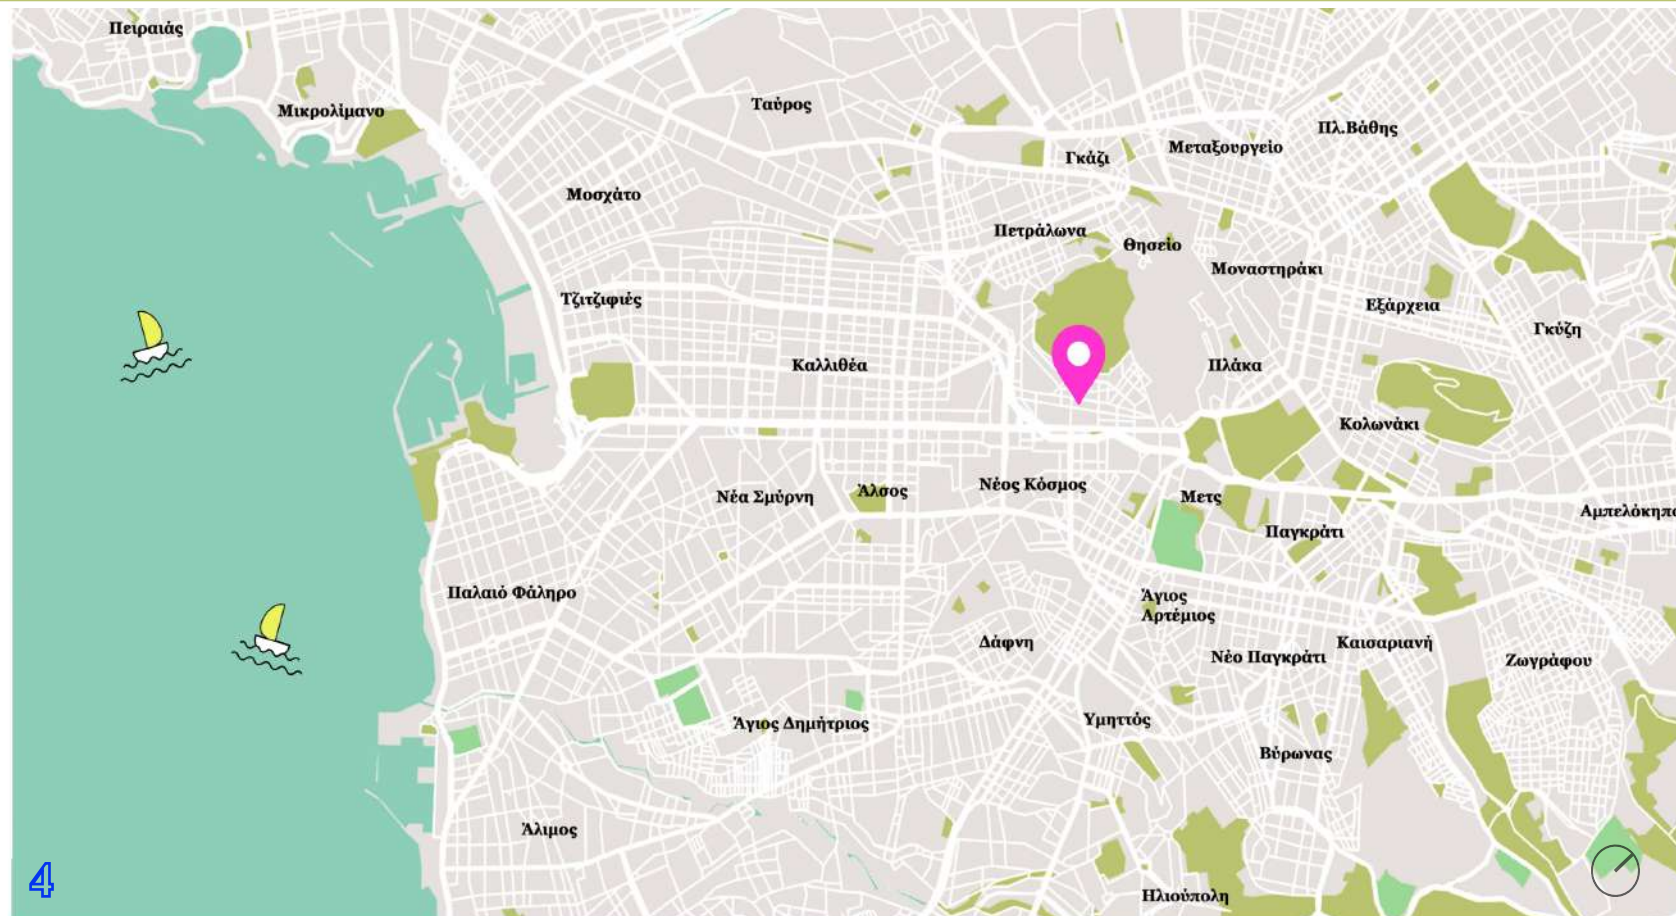 Πειραιάς
Μικρολίμανο
Ταύρος
Πλ.Βάθης
Γκάζι
Μεταξουργείο
Μοσχάτο
Πετράλωνα
Θησείο
Μοναστηράκι
Τζιτζιφιές
Εξάρχεια
Γκύζη
Καλλιθέα
Πλάκα
Κολωνάκι
Νέα Σμύρνη
Άλσος
Νέος Κόσμος
Μετς
Αμπελόκηπο
Παγκράτι
Παλαιό Φάληρο
Άγιος
Αρτέμιος
Δάφνη
Νέο Παγκράτι
Καισαριανή
Ζωγράφου
Άγιος Δημήτριος
Υμηττός
Βύρωνας
Άλιμος
Ηλιούπολη
4